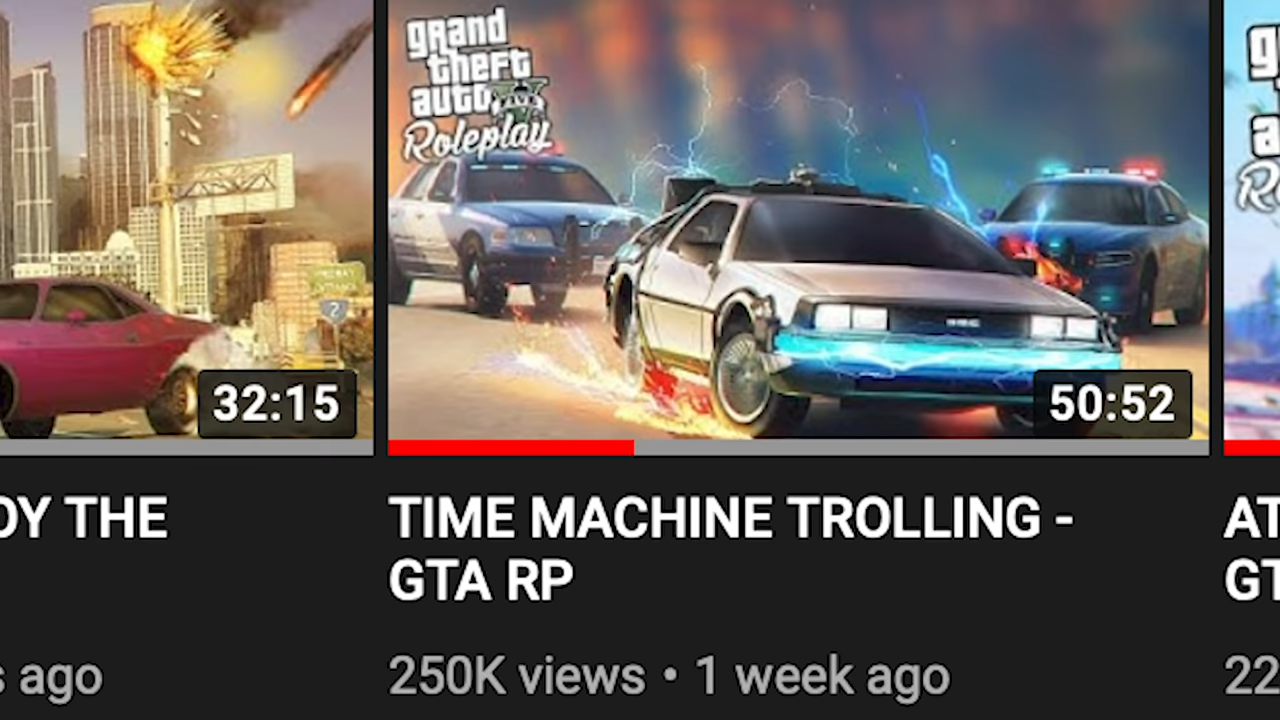 grand
theft
auto V
Roleplay
32:15
50:52
OY THE
TIME MACHINE TROLLING -
GTA RP
s ago
250K views • 1 week ago
AT
GT
22